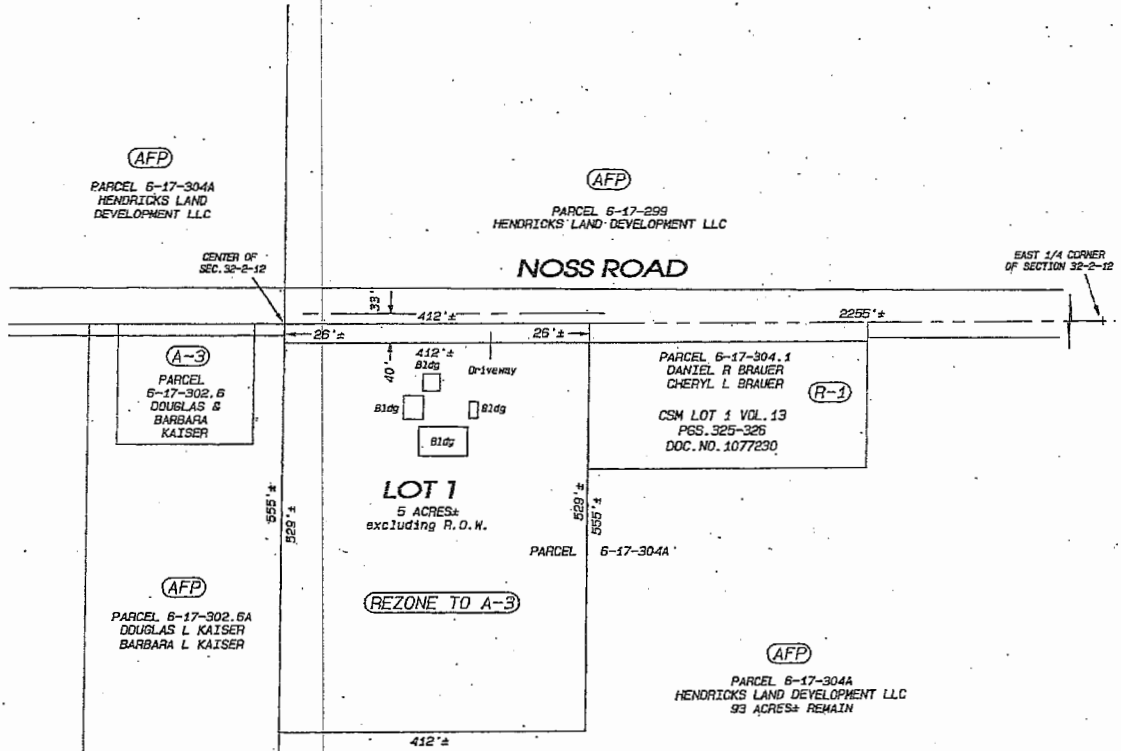 AFP
PARCEL 6-17-304A
HENDRICKS LAND
DEVELOPMENT LLC
AFP
PARCEL 6-17-299
HENDRICKS LAND DEVELOPMENT LLC
CENTER OF
SEC.32-2-12
NOSS ROAD
EAST 1/4 CORNER
OF SECTION 32-2-12
33'
412'±
2255'±
26'±
26'±
40'
412'±
Driveway
Bldg
Bldg
Bldg
Bldg
A-3
PARCEL
6-17-302.6
DOUGLAS &
BARBARA
KAISER
PARCEL 6-17-304.1
DANIEL R BRAUER
CHERYL L BRAUER
R-1
CSM LOT 1 VOL.13
PGS.325-326
DOC.NO.1077230
LOT 1
5 ACRES±
excluding R.O.W.
555'±
529'±
529'±
555'±
PARCEL 6-17-304A
REZONE TO A-3
AFP
PARCEL 6-17-302.6A
DOUGLAS L KAISER
BARBARA L KAISER
AFP
PARCEL 6-17-304A
HENDRICKS LAND DEVELOPMENT LLC
93 ACRES± REMAIN
412'±